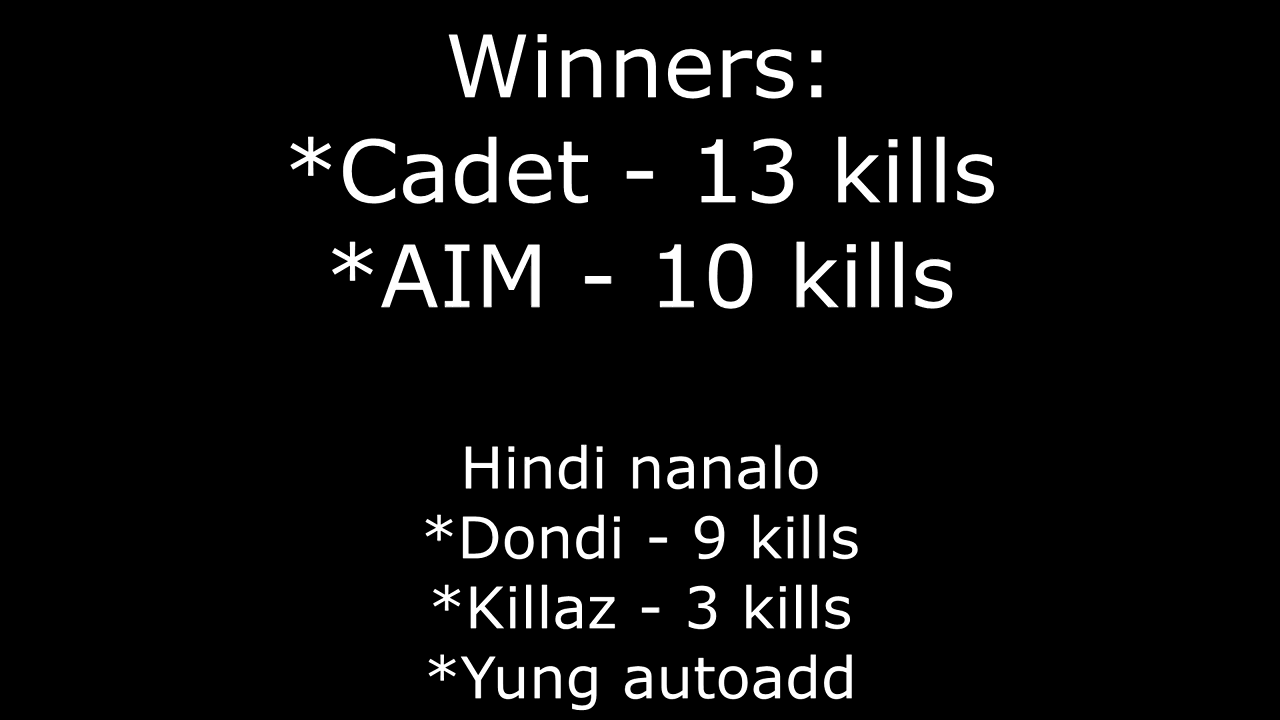 Winners:
*Cadet - 13 kills
*AIM - 10 kills
Hindi nanalo
*Dondi - 9 kills
*Killaz - 3 kills
*Yung autoadd